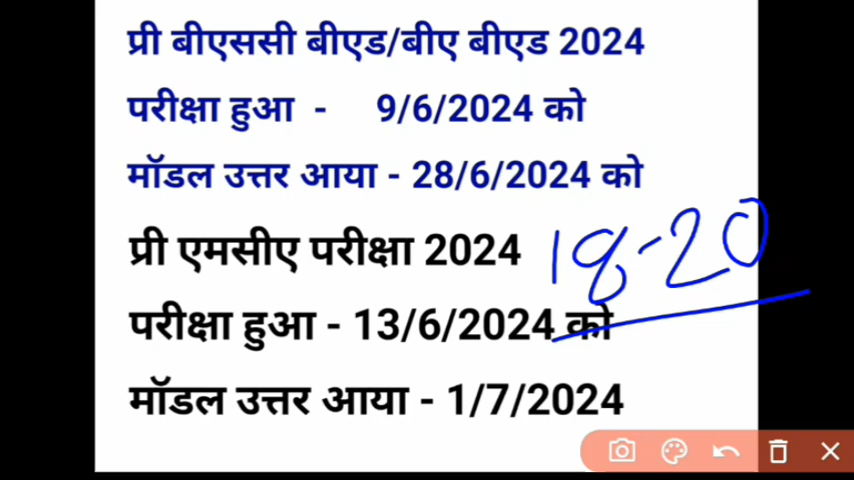 प्री बीएससी बीएड/बीए बीएड 2024
परीक्षा हुआ - 9/6/2024 को
मॉडल उत्तर आया - 28/6/2024 को
प्री एमसीए परीक्षा 2024
18-20
परीक्षा हुआ - 13/6/2024 को
मॉडल उत्तर आया - 1/7/2024